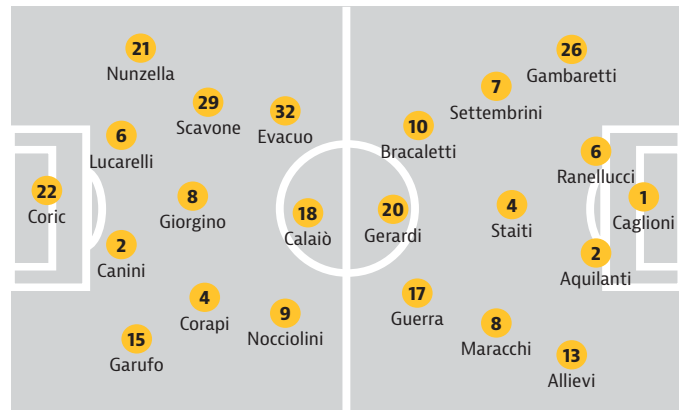 21
Nunzella
29
Scavone
32
Evacuo
6
Lucarelli
22
Coric
8
Giorgino
18
Calaiò
2
Canini
4
Corapi
9
Nocciolini
15
Garufo
26
Gambaretti
7
Settembrini
10
Bracaletti
6
Ranellucci
1
Caglioni
4
Staiti
20
Gerardi
2
Aquilanti
17
Guerra
8
Maracchi
13
Allievi